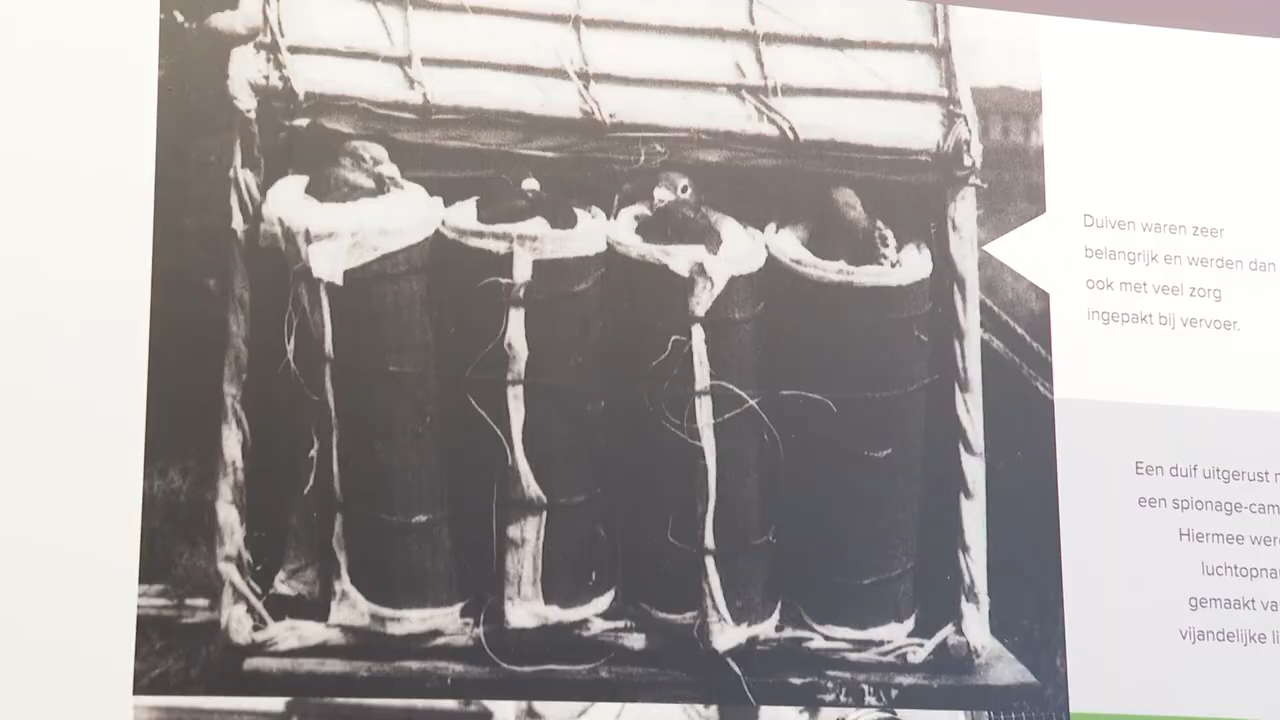 Duiven waren zeer
belangrijk en werden dan
ook met veel zorg
ingepakt bij vervoer.
Een duif uitgerust
een spionage-cam
Hiermee wer
luchtopna
gemaakt va
vijandelijke li